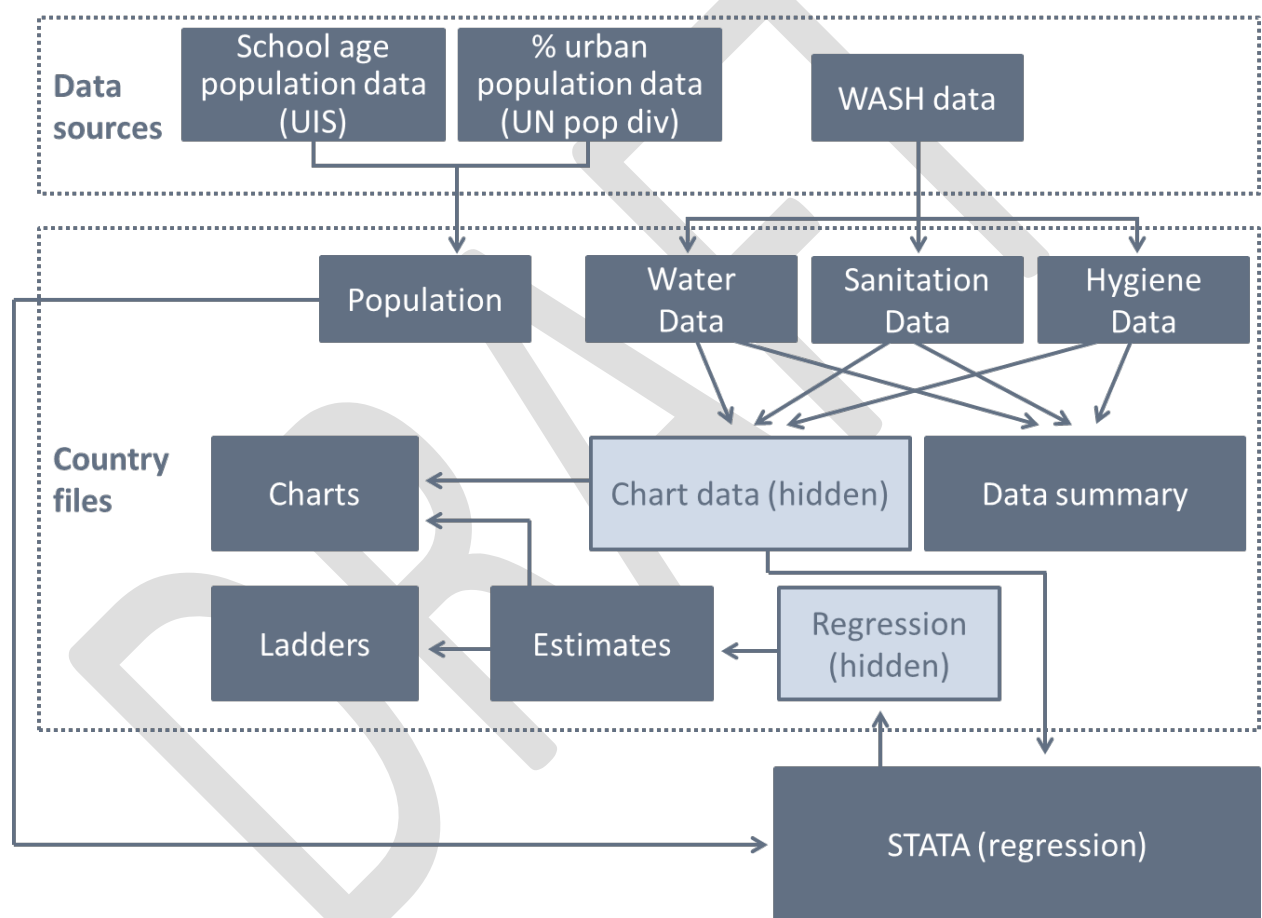 Data
sources
School age
population data
(UIS)
% urban
population data
(UN pop div)
WASH data
Country
files
Population
Water
Data
Sanitation
Data
Hygiene
Data
Charts
Chart data (hidden)
Data summary
Ladders
Estimates
Regression
(hidden)
STATA (regression)
DRAFT